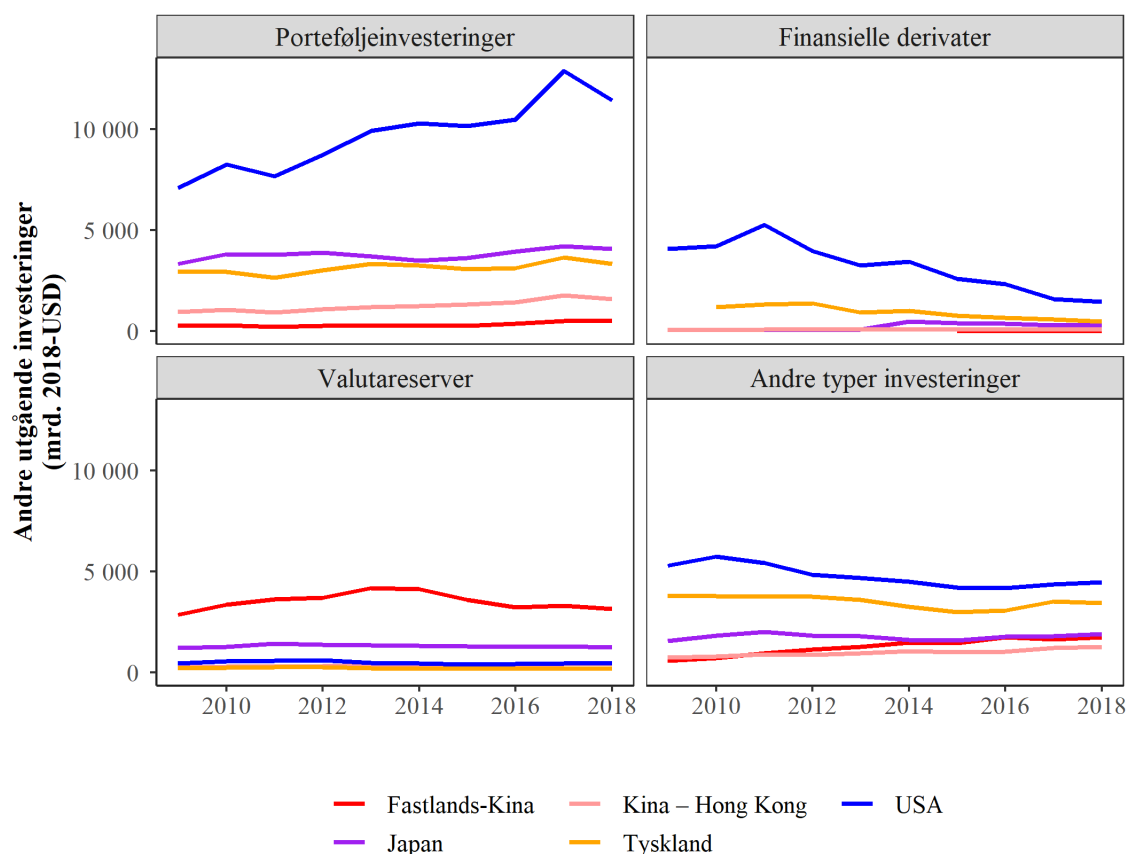 Porteføljeinvesteringer
Finansielle derivater
10 000
5 000
0
Valutareserver
Andre typer investeringer
10 000
5 000
0
Andre utgående investeringer
(mrd. 2018-USD)
2010 2012 2014 2016 2018
2010 2012 2014 2016 2018
Fastlands-Kina
Kina – Hong Kong
USA
Japan
Tyskland